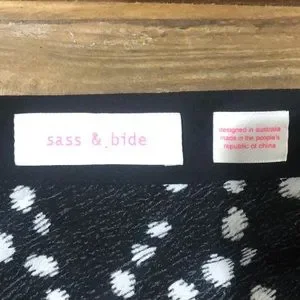 sass & bide
designed in australia
made in the people's
republic of china